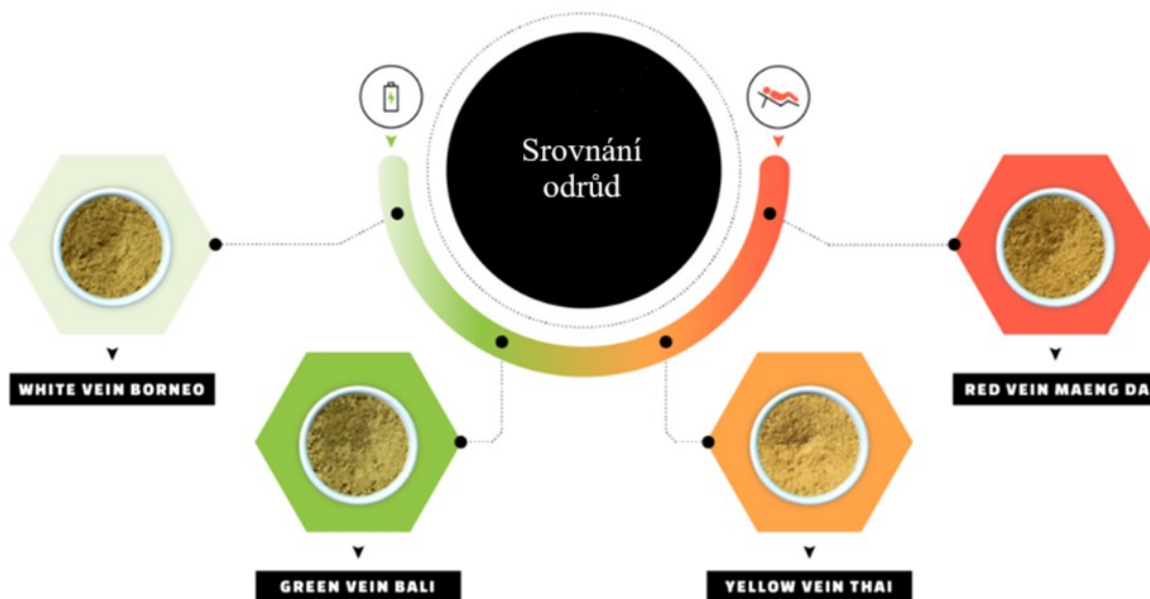 Srovnání
odrůd
WHITE VEIN BORNEO
RED VEIN MAENG DA
GREEN VEIN BALI
YELLOW VEIN THAI